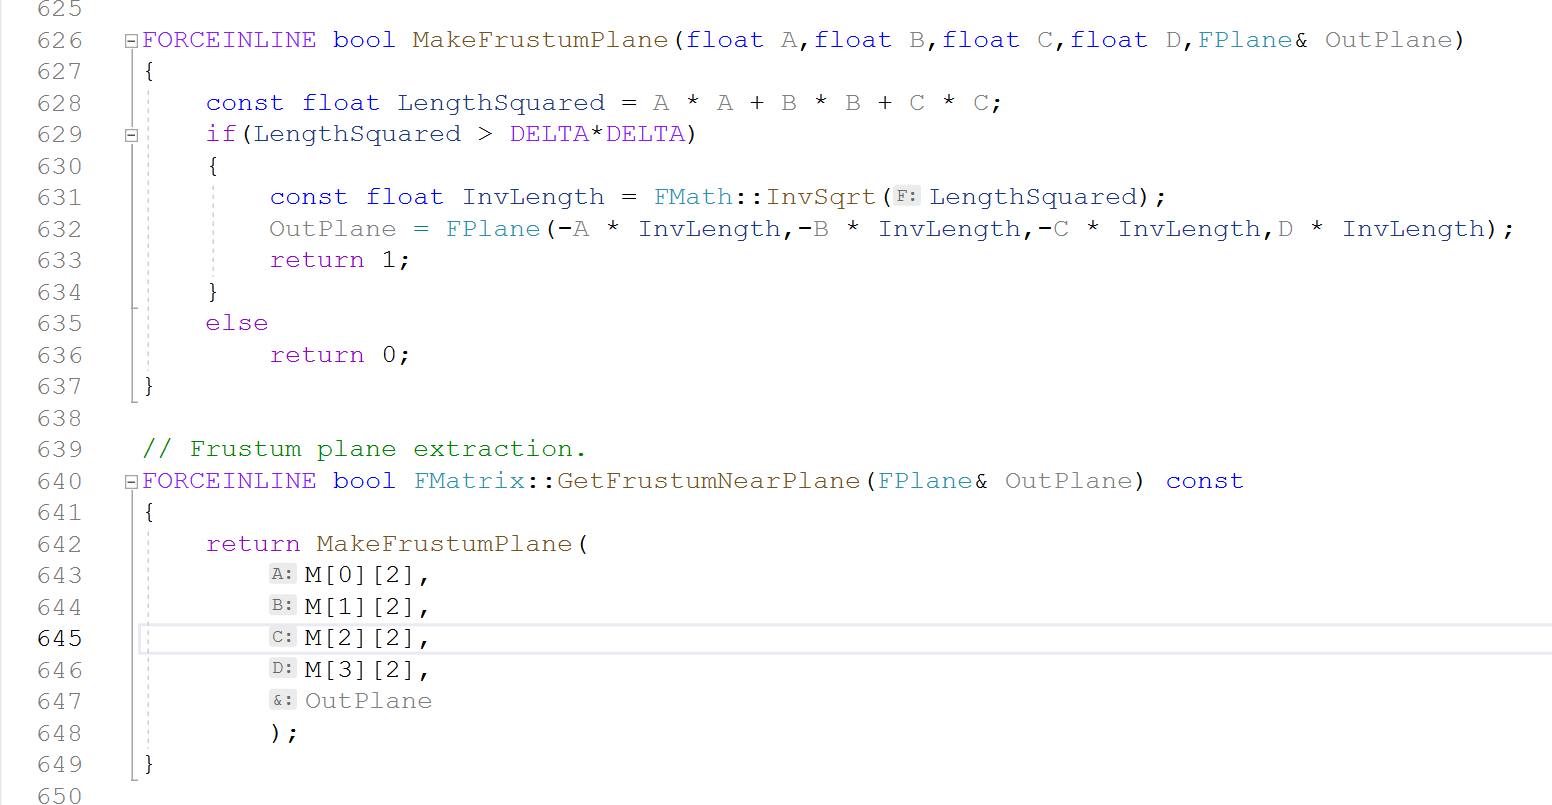 625
626 FORCEINLINE bool MakeFrustumPlane(float A,float B,float C,float D,FPlane& OutPlane)
627 {
628 const float LengthSquared = A * A + B * B + C * C;
629 if(LengthSquared > DELTA*DELTA)
630 {
631 const float InvLength = FMath::InvSqrt(F: LengthSquared);
632 OutPlane = FPlane(-A * InvLength,-B * InvLength,-C * InvLength,D * InvLength);
633 return 1;
634 }
635 else
636 return 0;
637 }
638
639 // Frustum plane extraction.
640 FORCEINLINE bool FMatrix::GetFrustumNearPlane(FPlane& OutPlane) const
641 {
642 return MakeFrustumPlane(
643 A: M[0][2],
644 B: M[1][2],
645 C: M[2][2],
646 D: M[3][2],
647 &: OutPlane
648 );
649 }
650